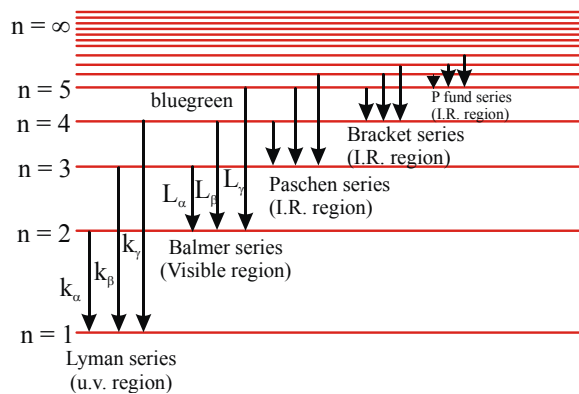 n = ∞
n = 5
P fund series
(I.R. region)
bluegreen
n = 4
Bracket series
(I.R. region)
n = 3
Lα
Lβ
Lγ
Paschen series
(I.R. region)
n = 2
Balmer series
(Visible region)
kα
kβ
kγ
n = 1
Lyman series
(u.v. region)